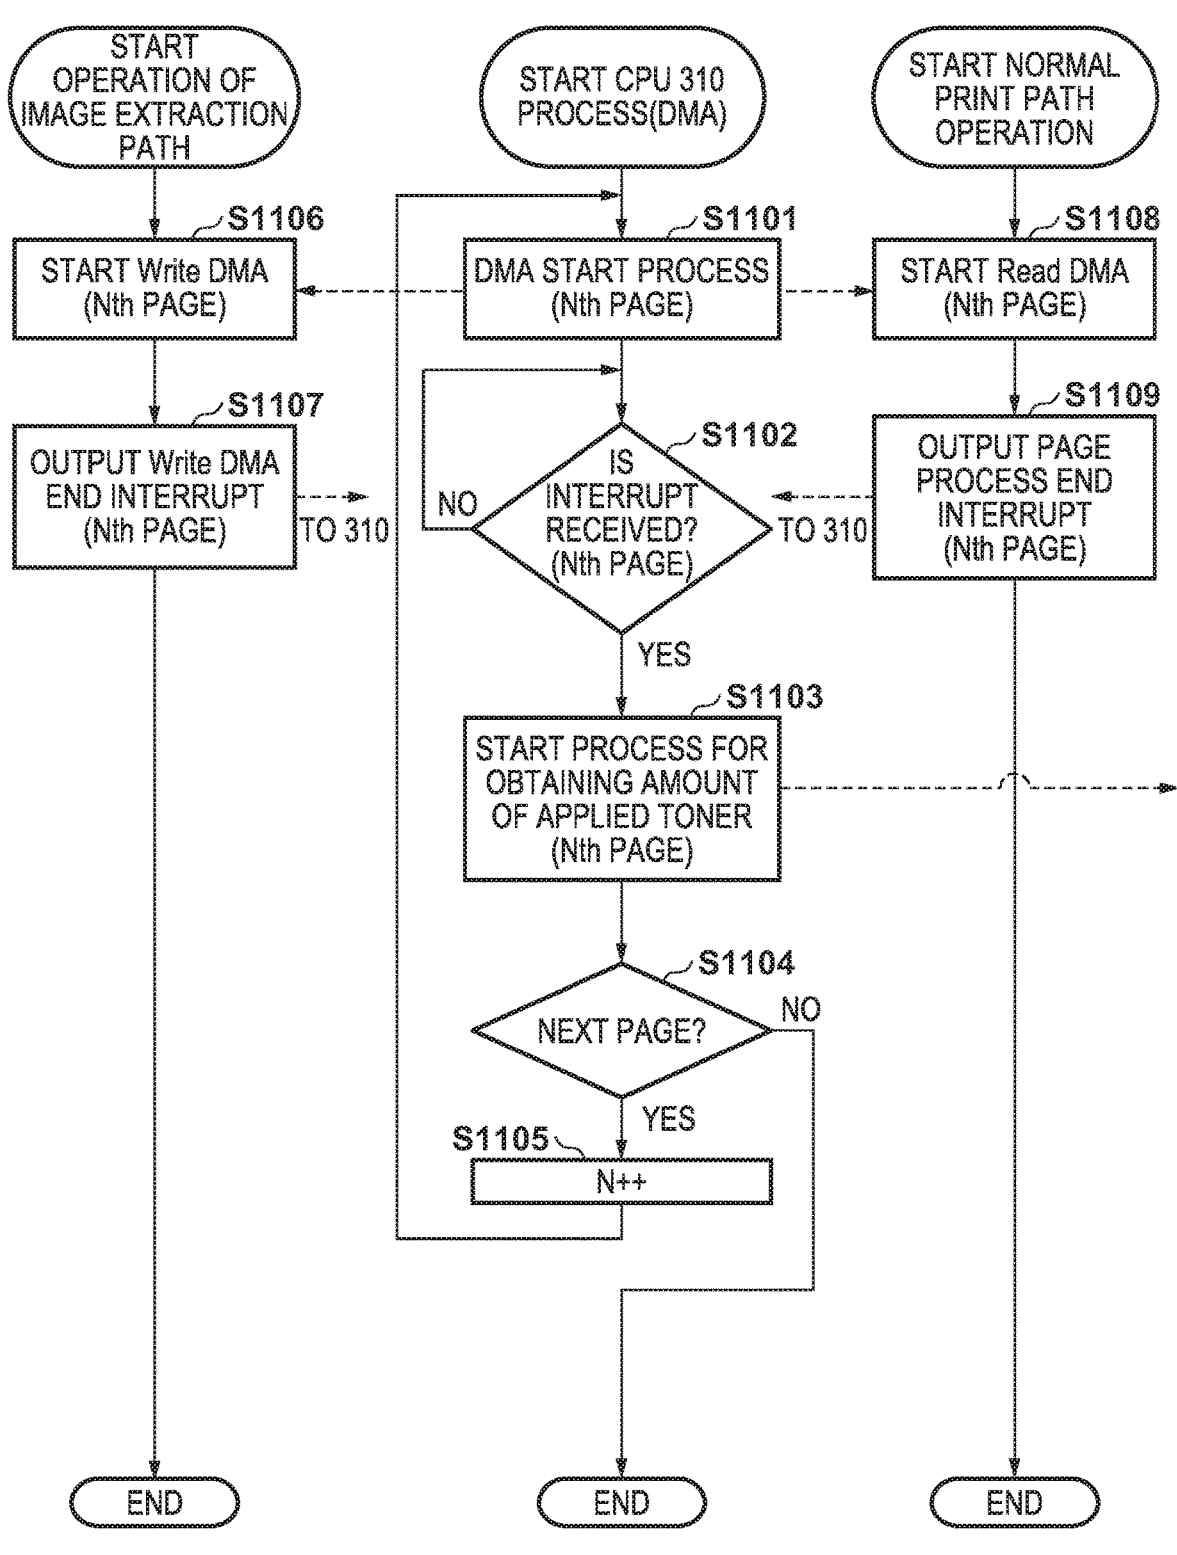 START
OPERATION OF
IMAGE EXTRACTION
PATH
S1106
START Write DMA
(Nth PAGE)
S1107
OUTPUT Write DMA
END INTERRUPT
(Nth PAGE)
TO 310
END
START CPU 310
PROCESS(DMA)
S1101
DMA START PROCESS
(Nth PAGE)
S1102
IS
INTERRUPT
RECEIVED?
(Nth PAGE)
NO
YES
S1103
START PROCESS FOR
OBTAINING AMOUNT
OF APPLIED TONER
(Nth PAGE)
S1104
NEXT PAGE?
NO
YES
S1105
N++
END
START NORMAL
PRINT PATH
OPERATION
S1108
START Read DMA
(Nth PAGE)
S1109
OUTPUT PAGE
PROCESS END
INTERRUPT
(Nth PAGE)
TO 310
END